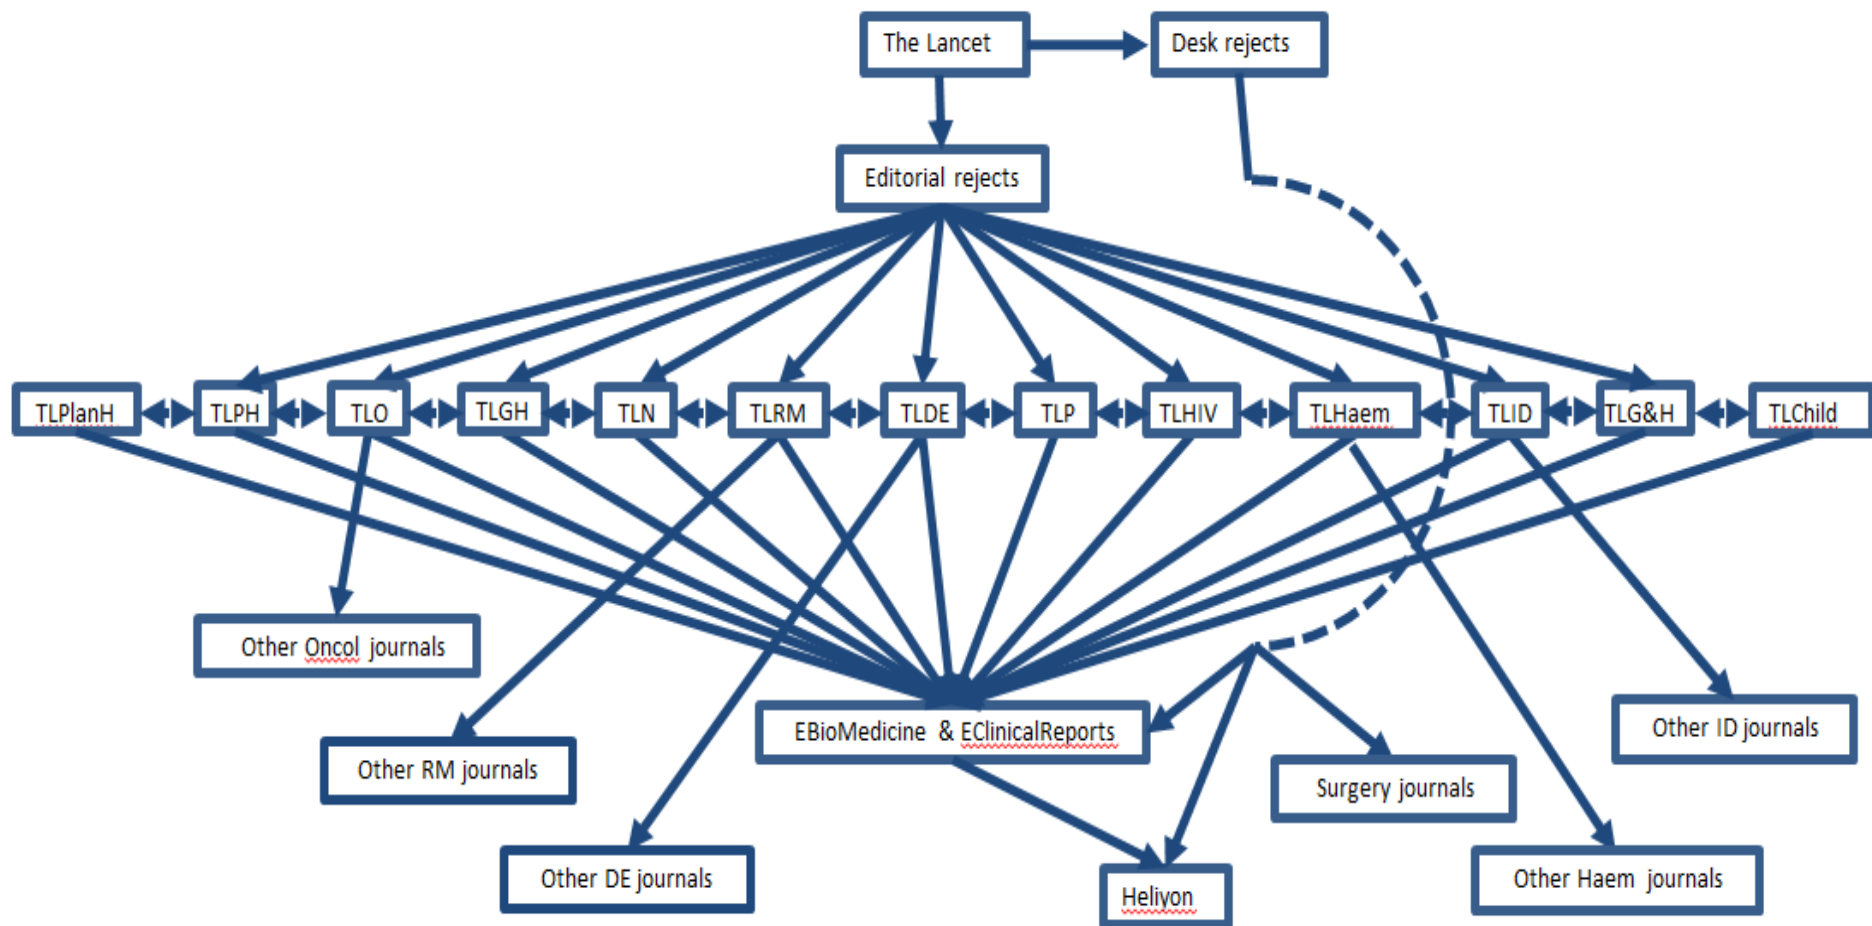 The Lancet
Desk rejects
Editorial rejects
TLPlanH
TLPH
TLO
TLGH
TLN
TLRM
TLDE
TLP
TLHIV
TLHaem
TLID
TLG&H
TLChild
Other Oncol journals
Other ID journals
EBioMedicine & EClinicalReports
Other RM journals
Surgery journals
Other DE journals
Other Haem journals
Heliyon